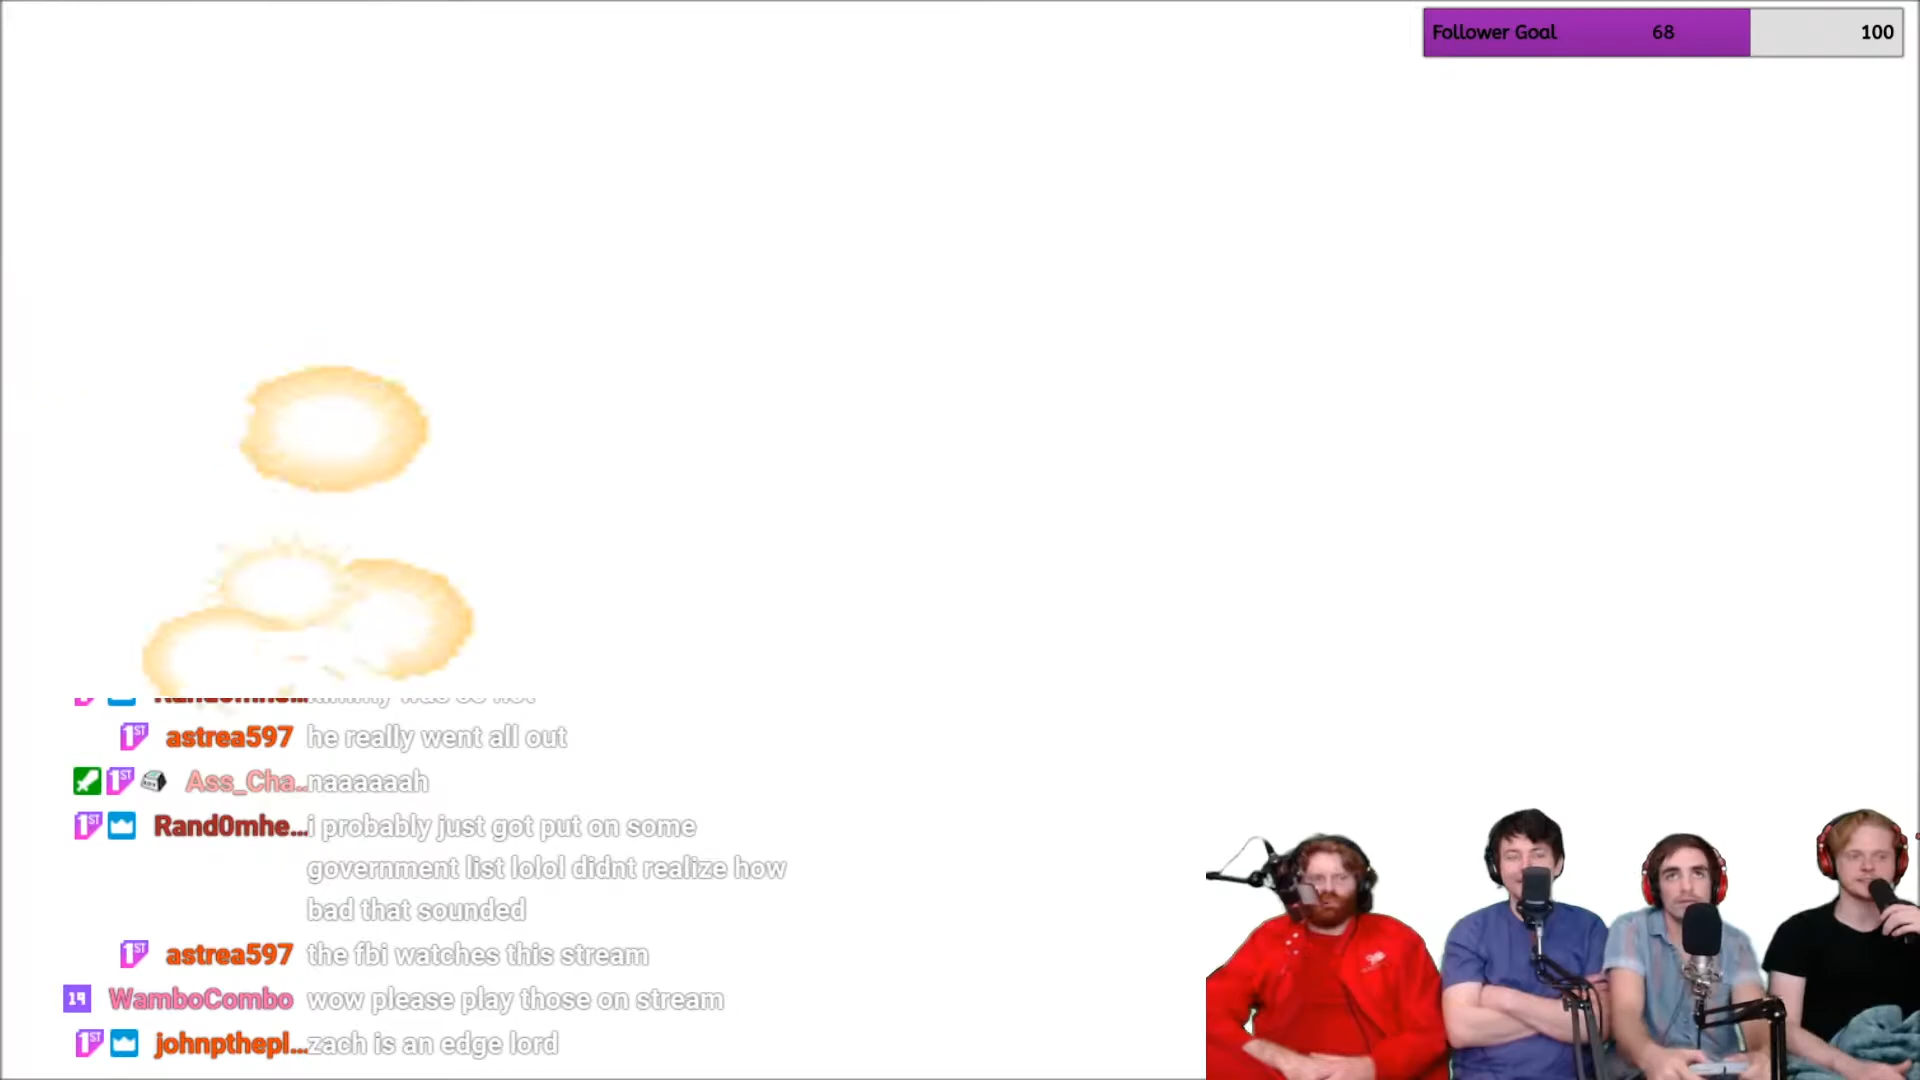 Follower Goal 68 100
astrea597 he really went all out
Ass_Cha...naaaaaah
Rand0mhe...i probably just got put on some
government list lolol didnt realize how
bad that sounded
astrea597 the fbi watches this stream
19 WamboCombo wow please play those on stream
johnpthepl...zach is an edge lord